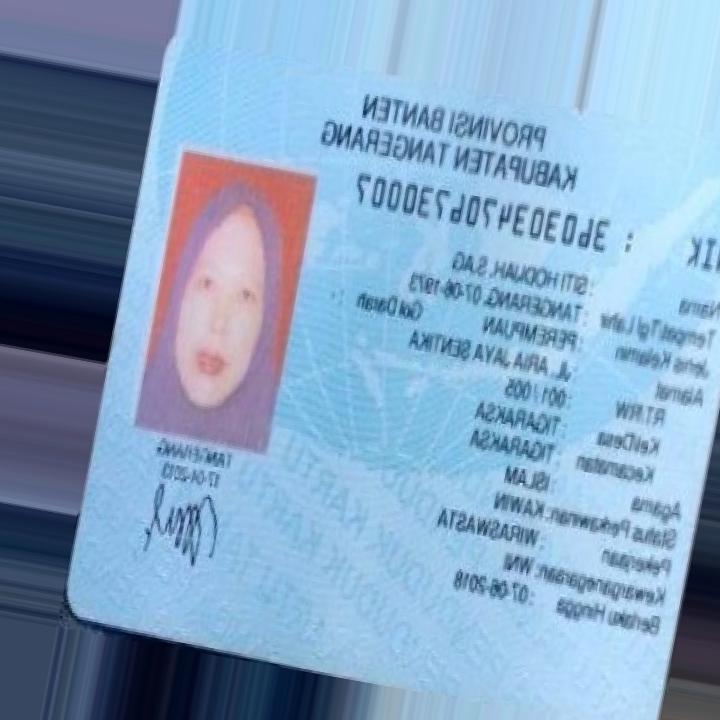 PROVINSI BANTEN
KABUPATEN TANGERANG
NIK : 3603034706730007
Nama : SITI HODIJAH, S.AG
Tempat/Tgl Lahir : TANGERANG, 07-06-1973
Jenis Kelamin : PEREMPUAN Gol Darah :
Alamat : JL. ARIA JAYA SENTIKA
RT/RW : 001/005
Kel/Desa : TIGARAKSA
Kecamatan : TIGARAKSA
Agama : ISLAM
Status Perkawinan: KAWIN
Pekerjaan : WIRASWASTA
Kewarganegaraan: WNI
Berlaku Hingga : 07-06-2018
TANGERANG
17-04-2013